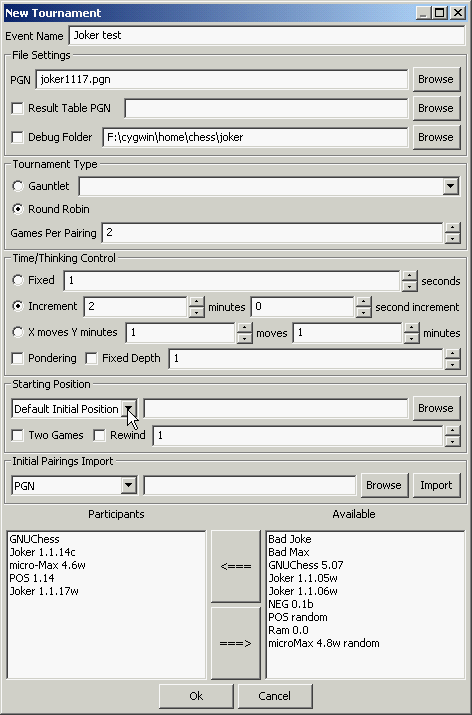 New Tournament
Event Name Joker test
File Settings
PGN joker1117.pgn Browse
Result Table PGN Browse
Debug Folder F:\cygwin\home\chess\joker Browse
Tournament Type
Gauntlet
Round Robin
Games Per Pairing 2
Time/Thinking Control
Fixed 1 seconds
Increment 2 minutes 0 second increment
X moves Y minutes 1 moves 1 minutes
Pondering Fixed Depth 1
Starting Position
Default Initial Position Browse
Two Games Rewind 1
Initial Pairings Import
PGN Browse Import
Participants Available
GNUChess
Joker 1.1.14c
micro-Max 4.6w
POS 1.14
Joker 1.1.17w
<===
===>
Bad Joke
Bad Max
GNUChess 5.07
Joker 1.1.05w
Joker 1.1.06w
NEG 0.1b
POS random
Ram 0.0
microMax 4.8w random
Ok Cancel